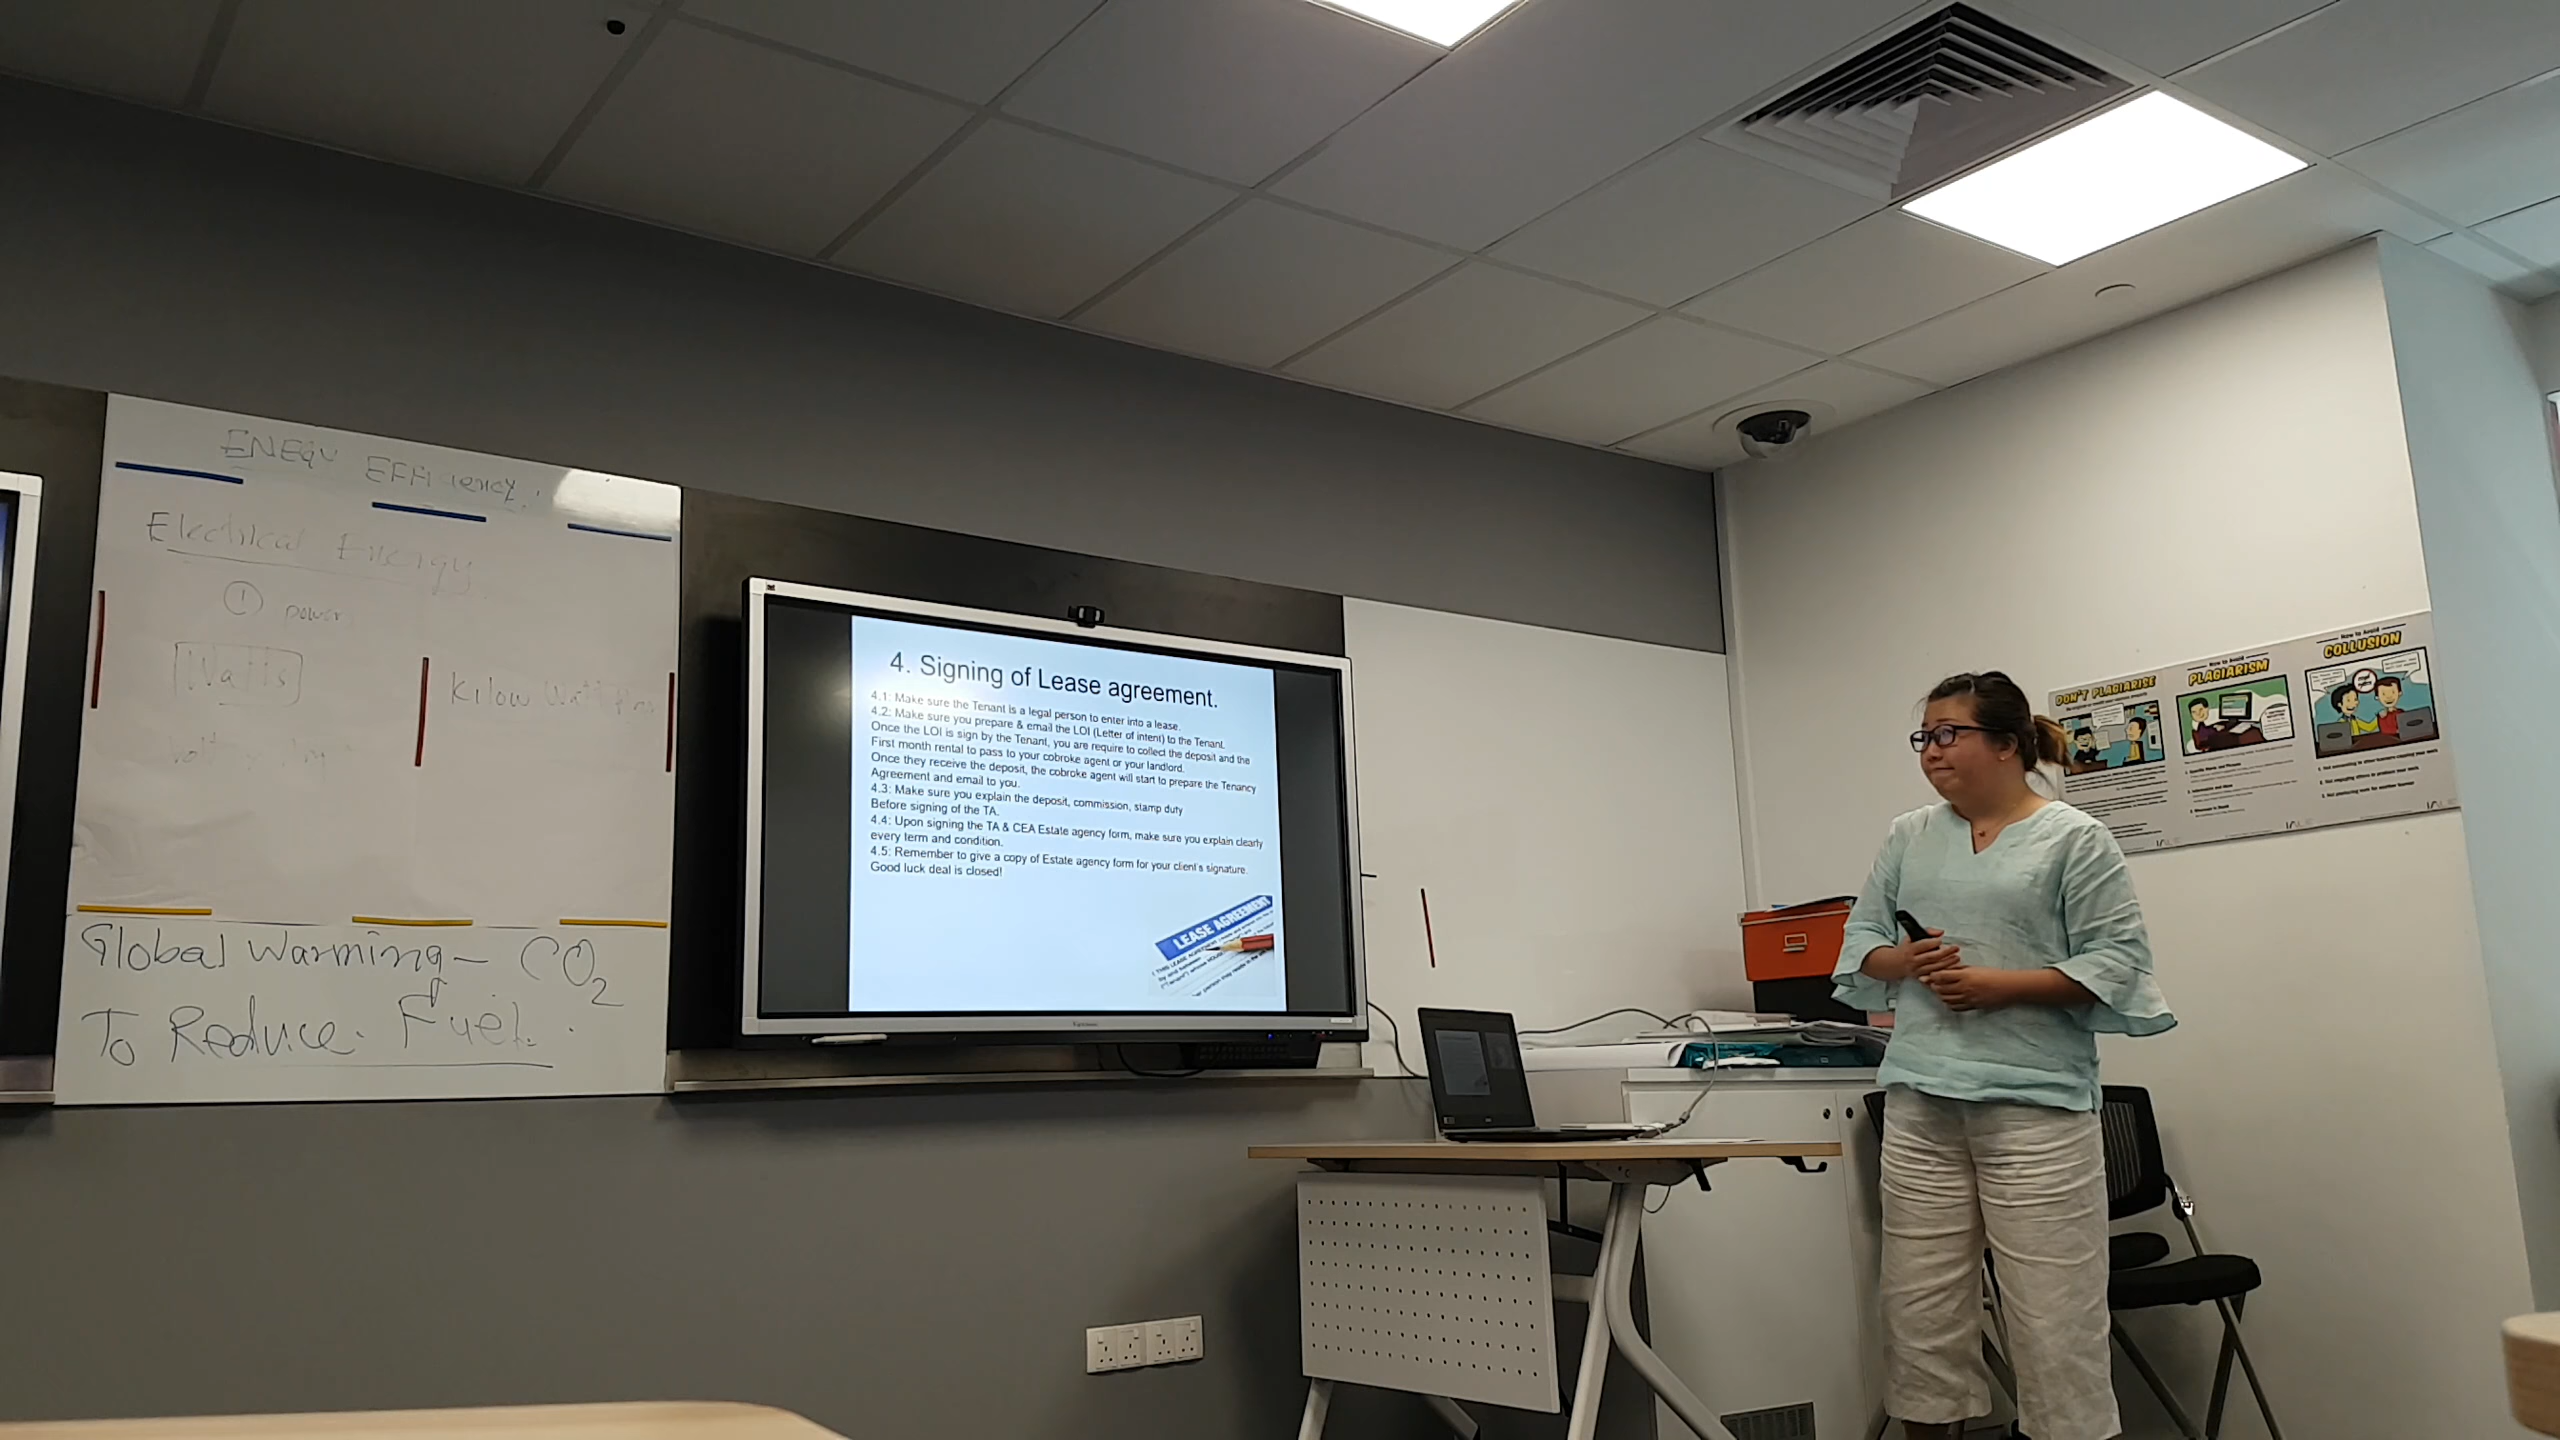 ENEGU EFFiciency.
Electrical Energy
① power
Watts
Kilow Watt
Global Warming - CO2
To Reduce. Fuel.
4. Signing of Lease agreement.
4.1: Make sure the Tenant is a legal person to enter into a lease.
4.2: Make sure you prepare & email the LOI (Letter of intent) to the Tenant.
Once the LOI is sign by the Tenant, you are require to collect the deposit and the
First month rental to pass to your cobroke agent or your landlord.
Once they receive the deposit, the cobroke agent will start to prepare the Tenancy
Agreement and email to you.
4.3: Make sure you explain the deposit, commission, stamp duty
Before signing of the TA.
4.4: Upon signing the TA & CEA Estate agency form, make sure you explain clearly
every term and condition.
4.5: Remember to give a copy of Estate agency form for your client's signature.
Good luck deal is closed!
LEASE AGREEMENT
DON'T PLAGIARISE
How to Avoid
PLAGIARISM
How to Avoid
COLLUSION